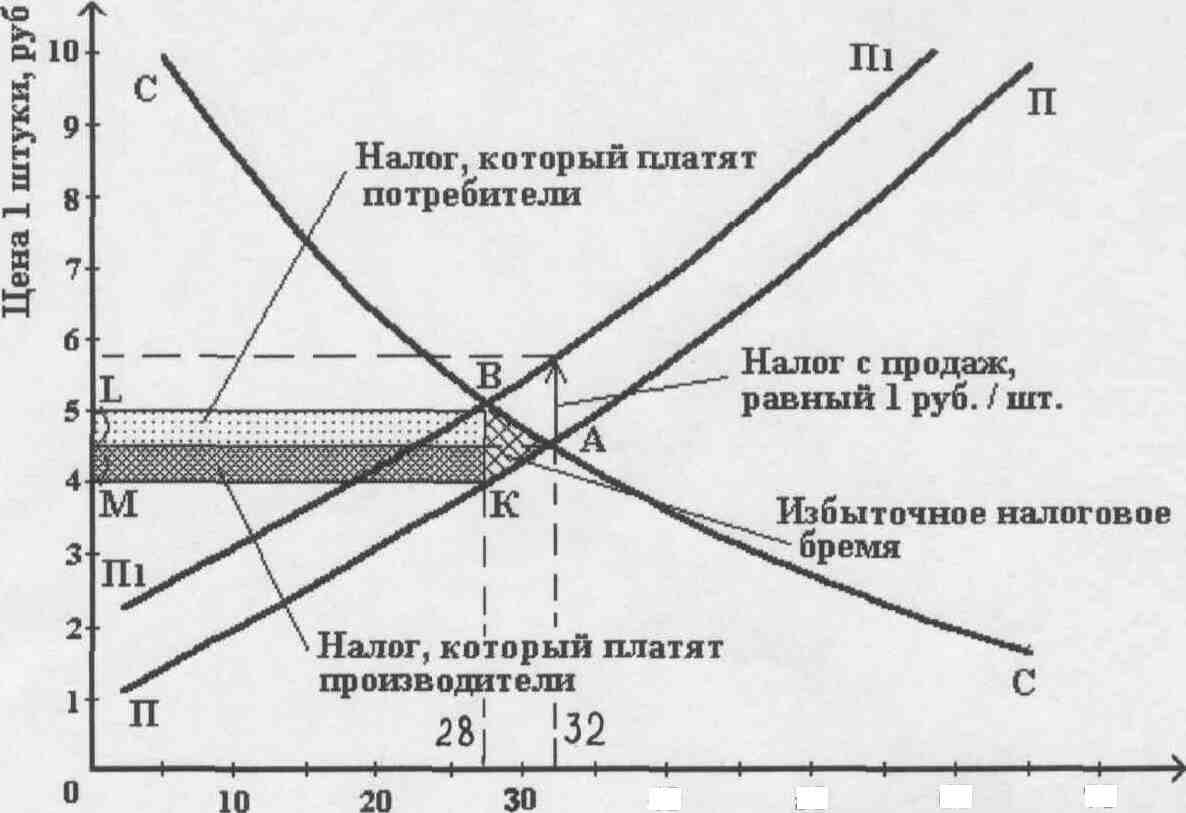 Цена 1 штуки, руб
10
9
8
7
6
5
4
3
2
1
0
С
П1
П
Налог, который платят
потребители
L
В
Налог с продаж,
равный 1 руб. / шт.
А
М
К
Избыточное налоговое
бремя
П1
Налог, который платят
производители
П
С
28
32
10
20
30